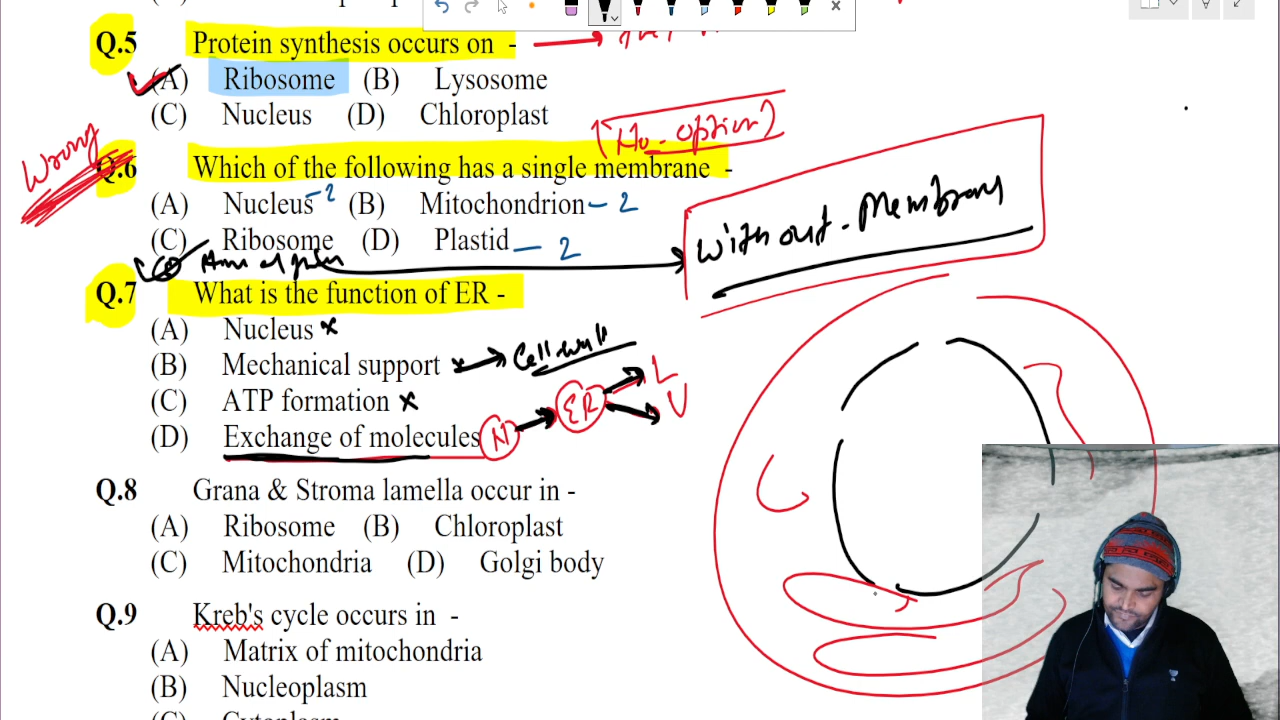 Q.5 Protein synthesis occurs on -
(A) Ribosome (B) Lysosome
(C) Nucleus (D) Chloroplast
(No-option)
Wrong
Q.6 Which of the following has a single membrane -
(A) Nucleus - 2 (B) Mitochondrion - 2
(C) Ribosome (D) Plastid - 2
without-Membrane
Q.7 What is the function of ER -
(A) Nucleus x
(B) Mechanical support x Cell wall
(C) ATP formation x
(D) Exchange of molecules N ER L V
Q.8 Grana & Stroma lamella occur in -
(A) Ribosome (B) Chloroplast
(C) Mitochondria (D) Golgi body
Q.9 Kreb's cycle occurs in -
(A) Matrix of mitochondria
(B) Nucleoplasm
(C) Cytoplasm